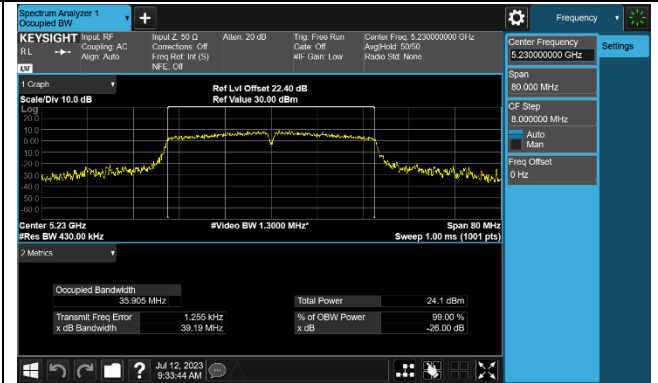 Spectrum Analyzer 1
Occupied BW
+
Frequency
KEYSIGHT
RL
LXI
Input: RF
Coupling: AC
Align: Auto
Input Z: 50 Ω
Corrections: Off
Freq Ref: Int (S)
NFE: Off
Atten: 20 dB
Trig: Free Run
Gate: Off
#IF Gain: Low
Center Freq: 5.230000000 GHz
Avg|Hold: 50/50
Radio Std: None
Center Frequency
5.230000000 GHz
Settings
Span
80.000 MHz
CF Step
8.000000 MHz
Auto
Man
Freq Offset
0 Hz
1 Graph
Scale/Div 10.0 dB
Ref Lvl Offset 22.40 dB
Ref Value 30.00 dBm
Log
20.0
10.0
0.00
-10.0
-20.0
-30.0
-40.0
-50.0
-60.0
Center 5.23 GHz
#Res BW 430.00 kHz
#Video BW 1.3000 MHz*
Span 80 MHz
Sweep 1.00 ms (1001 pts)
2 Metrics
Occupied Bandwidth
35.905 MHz
Total Power 24.1 dBm
Transmit Freq Error 1.255 kHz
x dB Bandwidth 39.19 MHz
% of OBW Power 99.00 %
x dB -26.00 dB
?
Jul 12, 2023
9:33:44 AM